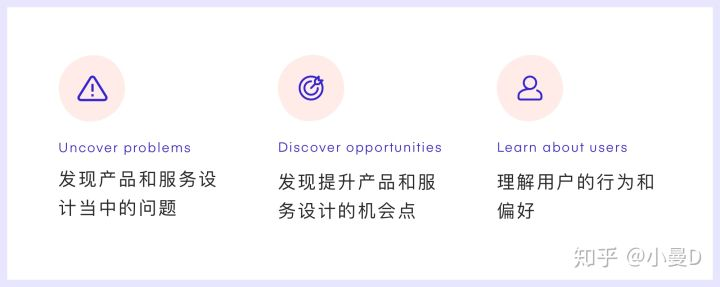 Uncover problems
发现产品和服务设
计当中的问题
Discover opportunities
发现提升产品和服
务设计的机会点
Learn about users
理解用户的行为和
偏好
知乎 @小曼D